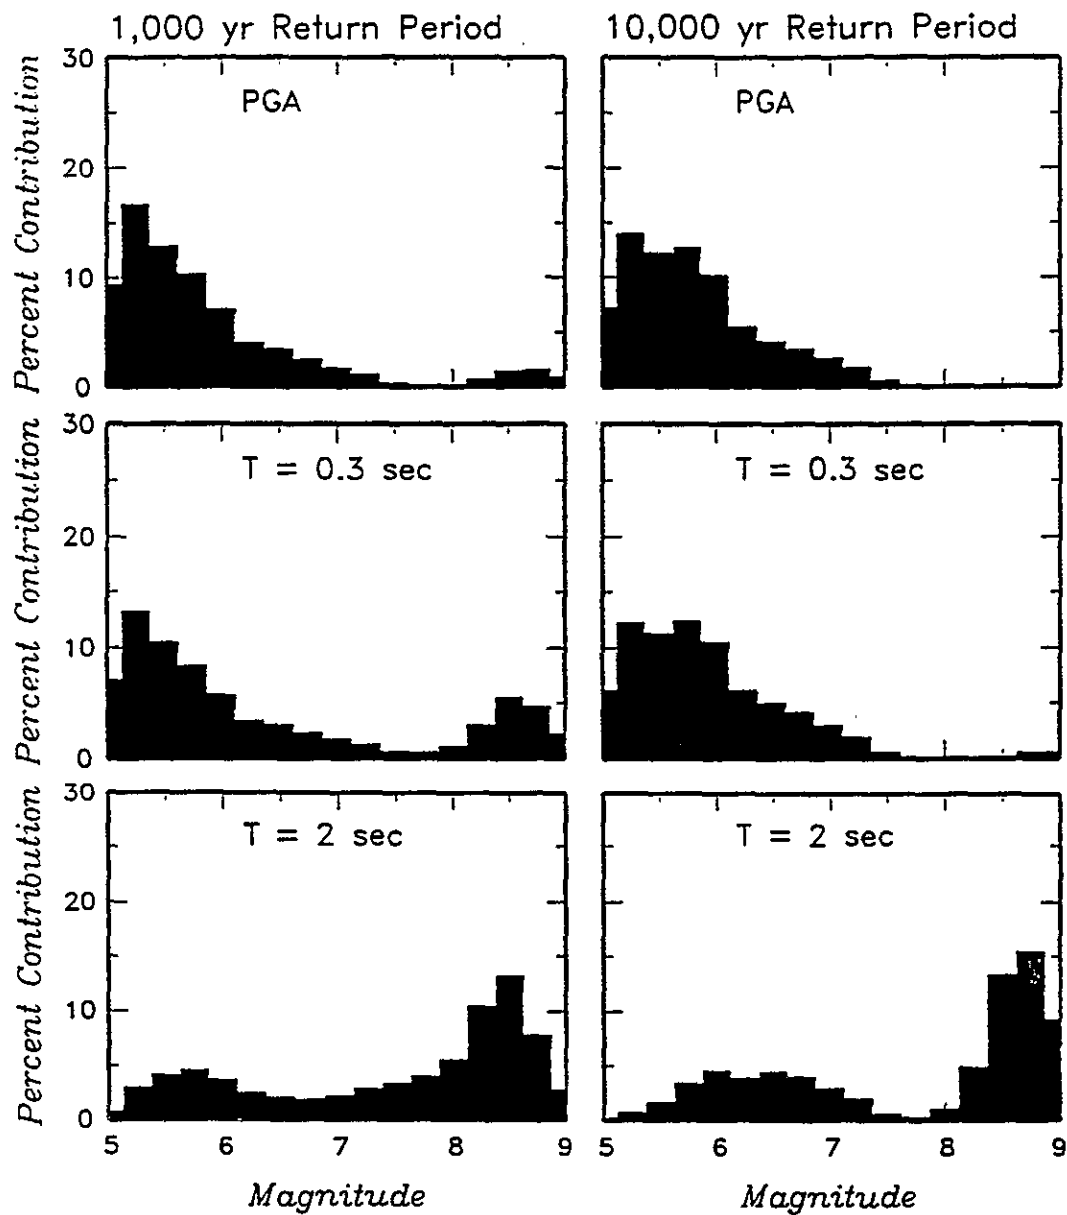 1,000 yr Return Period
10,000 yr Return Period
30
20
10
0
Percent Contribution
PGA
PGA
30
20
10
0
Percent Contribution
T = 0.3 sec
T = 0.3 sec
30
20
10
0
Percent Contribution
T = 2 sec
T = 2 sec
5 6 7 8 9
5 6 7 8 9
Magnitude
Magnitude